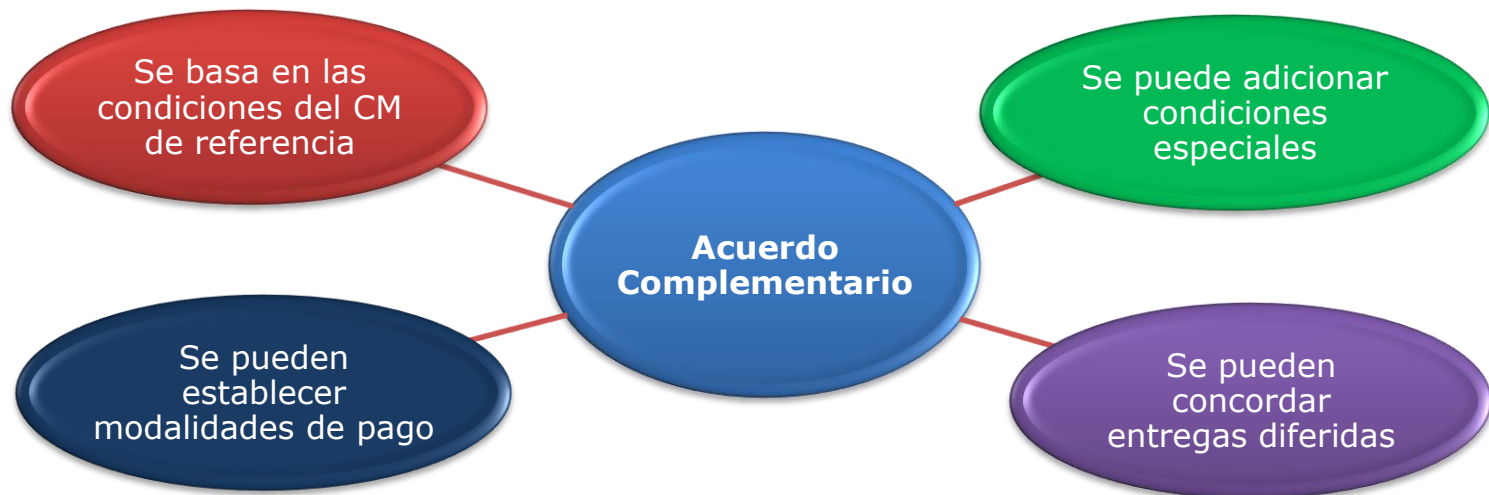 Se basa en las
condiciones del CM
de referencia
Se puede adicionar
condiciones
especiales
Acuerdo
Complementario
Se pueden
establecer
modalidades de pago
Se pueden
concordar
entregas diferidas